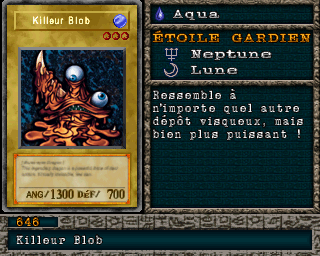 Killeur Blob
ANG/1300 DÉF/ 700
Aqua
ÉTOILE GARDIEN
Neptune
Lune
Ressemble à
n'importe quel autre
dépôt visqueux, mais
bien plus puissant !
646
Killeur Blob